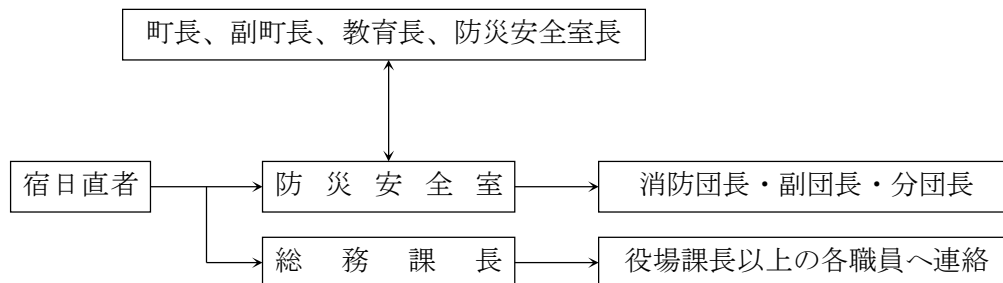 町長、副町長、教育長、防災安全室長
宿日直者
防災安全室
消防団長・副団長・分団長
総務課長
役場課長以上の各職員へ連絡